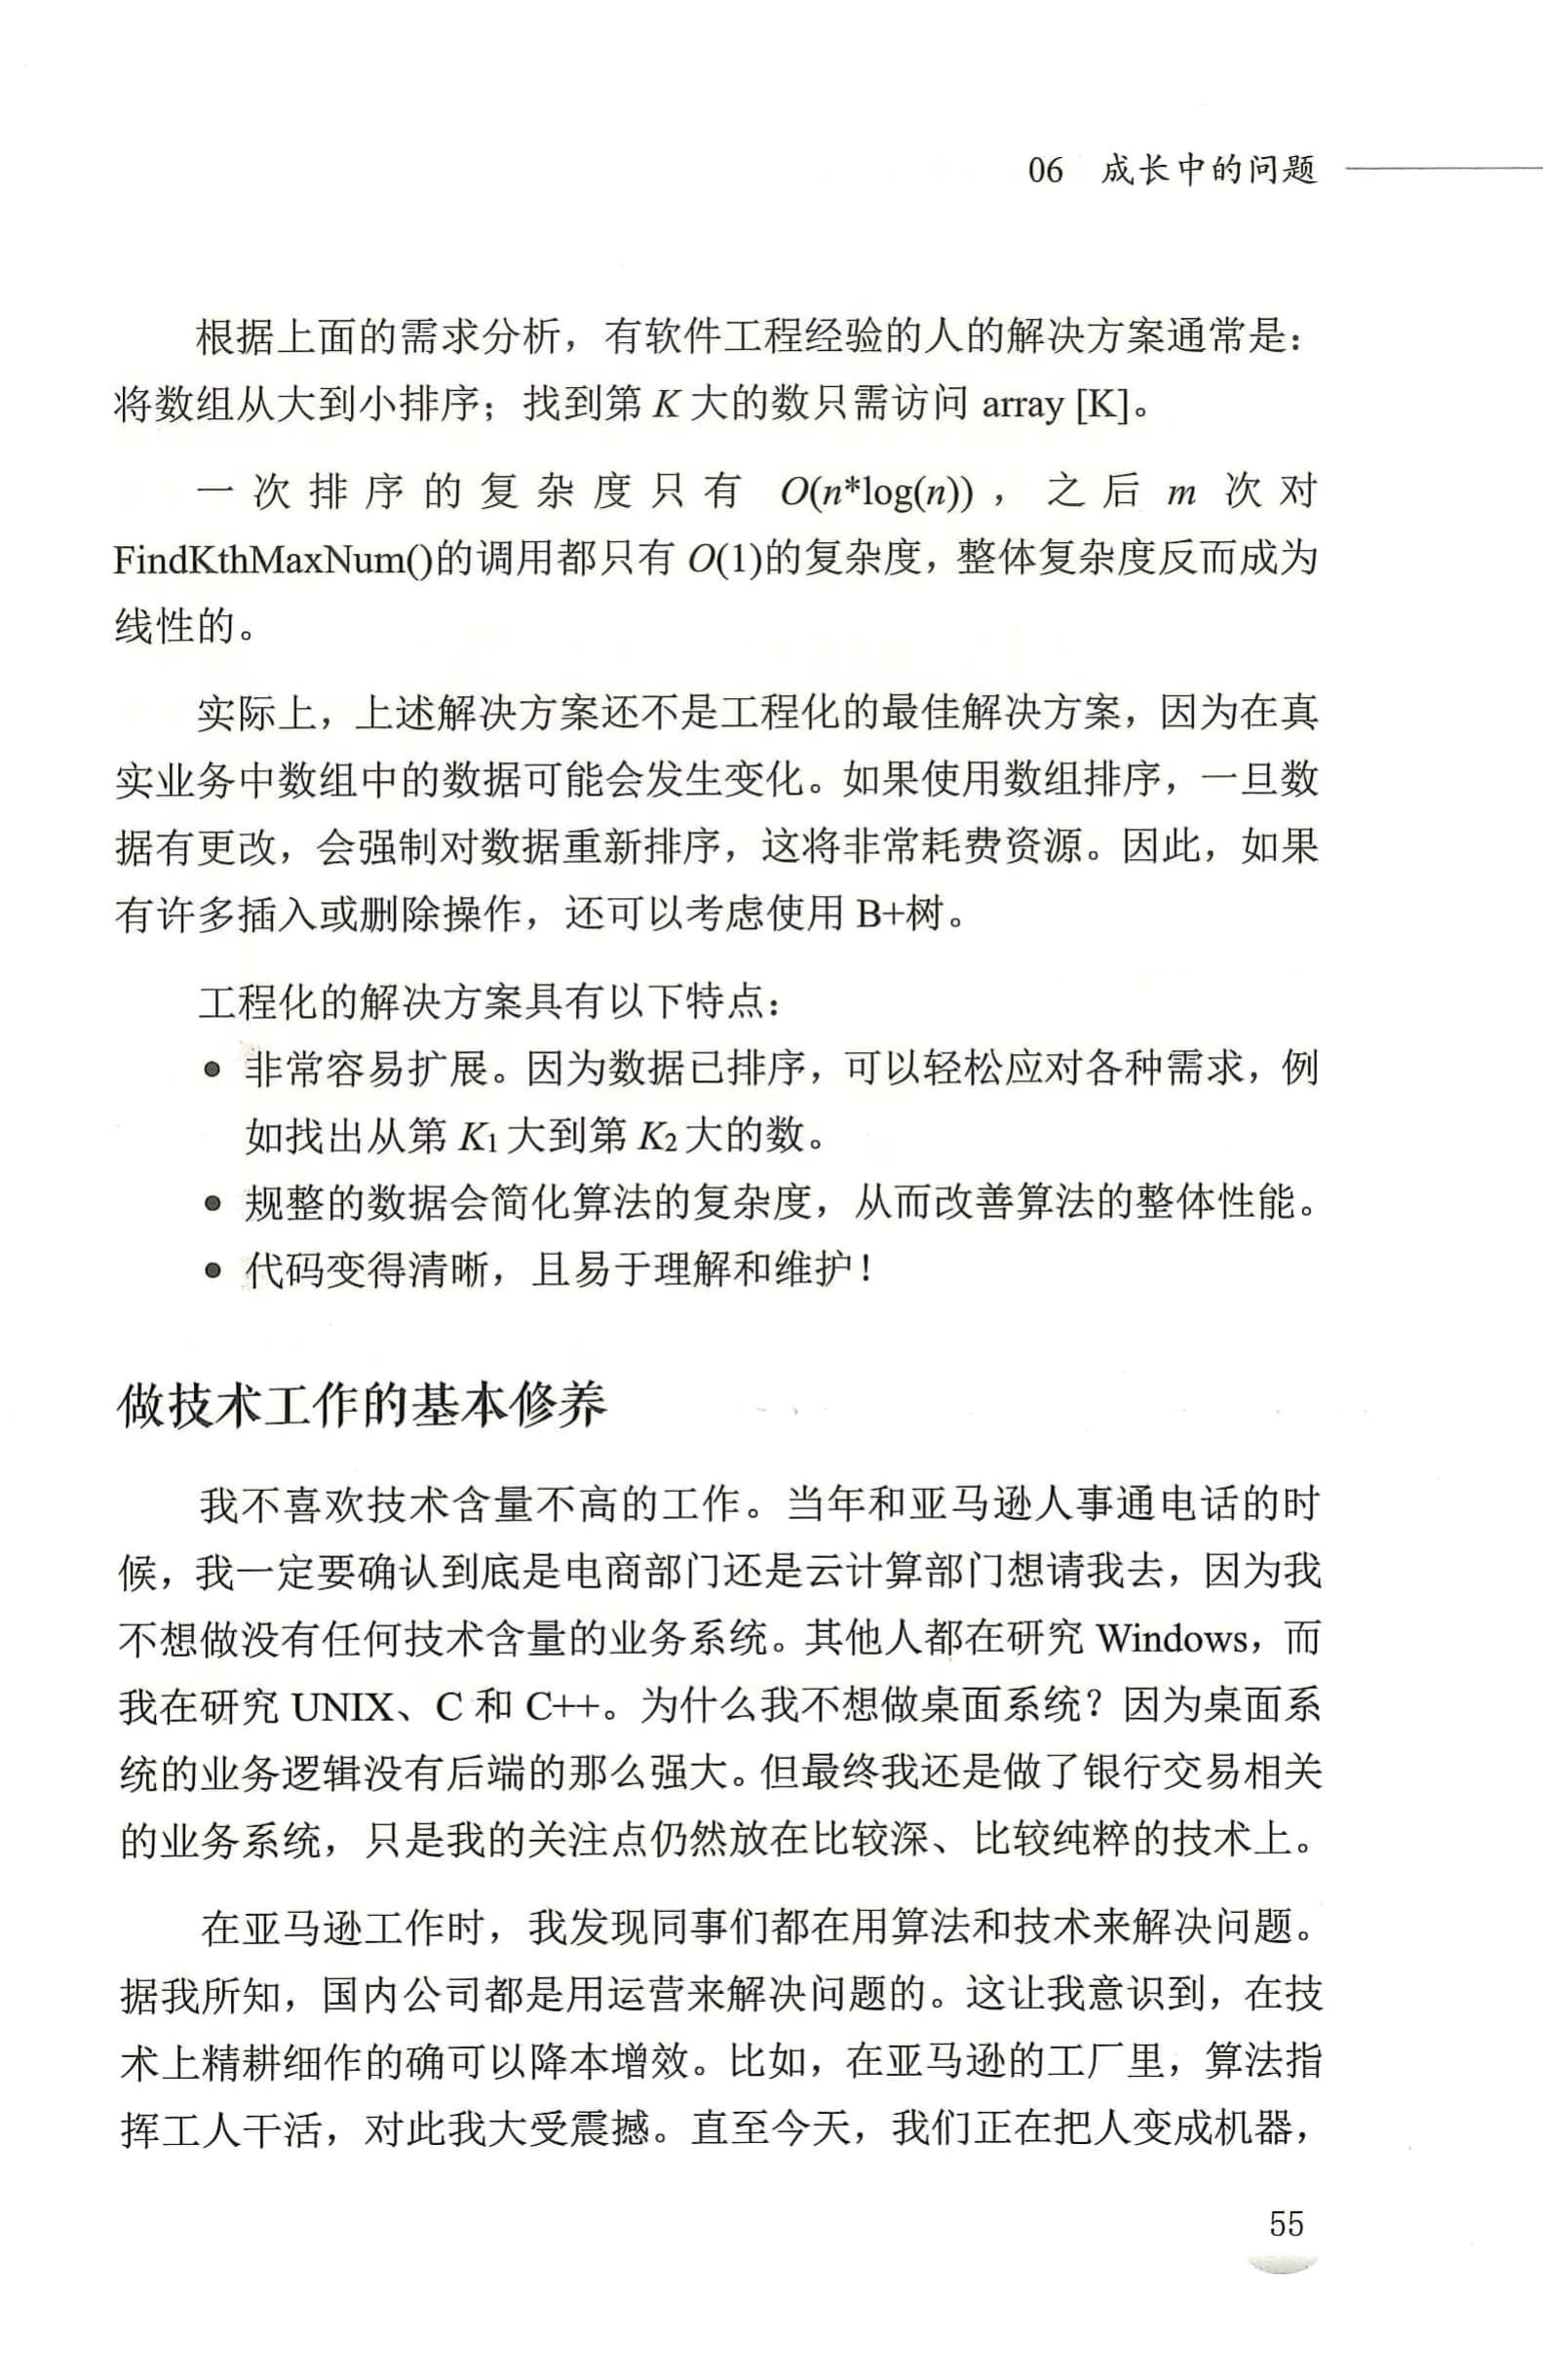 06 成长中的问题
根据上面的需求分析，有软件工程经验的人的解决方案通常是：
将数组从大到小排序；找到第 K 大的数只需访问 array [K]。
一次排序的复杂度只有 O(n*log(n))，之后 m 次对
FindKthMaxNum()的调用都只有 O(1)的复杂度，整体复杂度反而成为
线性的。
实际上，上述解决方案还不是工程化的最佳解决方案，因为在真
实业务中数组中的数据可能会发生变化。如果使用数组排序，一旦数
据有更改，会强制对数据重新排序，这将非常耗费资源。因此，如果
有许多插入或删除操作，还可以考虑使用 B+树。
工程化的解决方案具有以下特点：
● 非常容易扩展。因为数据已排序，可以轻松应对各种需求，例
如找出从第 K₁大到第 K₂大的数。
● 规整的数据会简化算法的复杂度，从而改善算法的整体性能。
● 代码变得清晰，且易于理解和维护！
做技术工作的基本修养
我不喜欢技术含量不高的工作。当年和亚马逊人事通电话的时
候，我一定要确认到底是电商部门还是云计算部门想请我去，因为我
不想做没有任何技术含量的业务系统。其他人都在研究 Windows，而
我在研究 UNIX、C 和 C++。为什么我不想做桌面系统？因为桌面系
统的业务逻辑没有后端的那么强大。但最终我还是做了银行交易相关
的业务系统，只是我的关注点仍然放在比较深、比较纯粹的技术上。
在亚马逊工作时，我发现同事们都在用算法和技术来解决问题。
据我所知，国内公司都是用运营来解决问题的。这让我意识到，在技
术上精耕细作的确可以降本增效。比如，在亚马逊的工厂里，算法指
挥工人干活，对此我大受震撼。直至今天，我们正在把人变成机器，
55